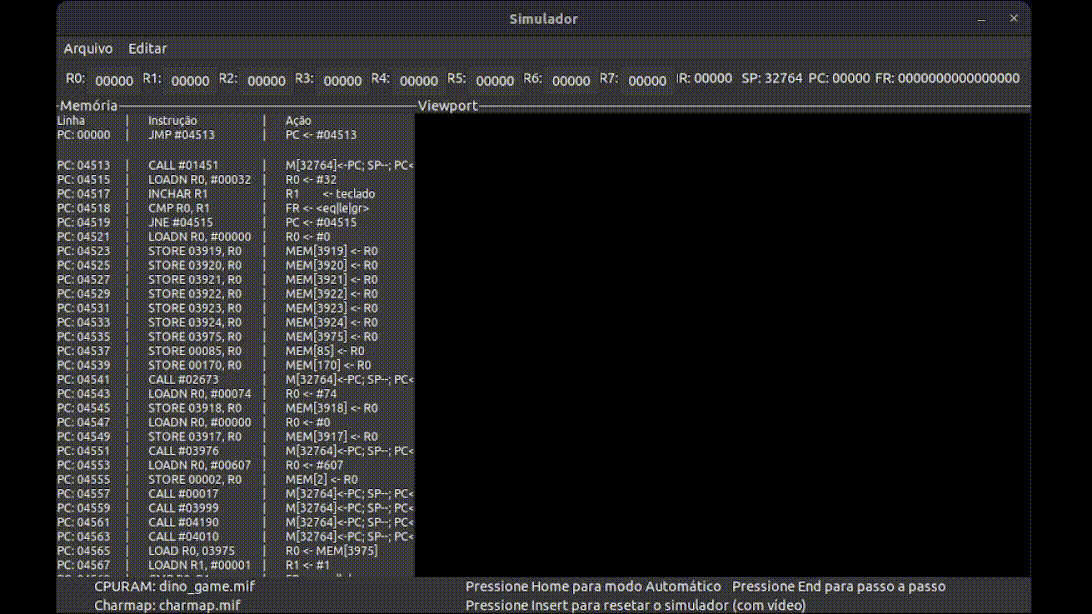 Simulador
Arquivo Editar
R0: 00000 R1: 00000 R2: 00000 R3: 00000 R4: 00000 R5: 00000 R6: 00000 R7: 00000 IR: 00000 SP: 32764 PC: 00000 FR: 0000000000000000
Memória Viewport
Linha | Instrução | Ação
PC: 00000 | JMP #04513 | PC <- #04513
PC: 04513 | CALL #01451 | M[32764]<-PC; SP--; PC<
PC: 04515 | LOADN R0, #00032 | R0 <- #32
PC: 04517 | INCHAR R1 | R1 <- teclado
PC: 04518 | CMP R0, R1 | FR <- <eq|le|gr>
PC: 04519 | JNE #04515 | PC <- #04515
PC: 04521 | LOADN R0, #00000 | R0 <- #0
PC: 04523 | STORE 03919, R0 | MEM[3919] <- R0
PC: 04525 | STORE 03920, R0 | MEM[3920] <- R0
PC: 04527 | STORE 03921, R0 | MEM[3921] <- R0
PC: 04529 | STORE 03922, R0 | MEM[3922] <- R0
PC: 04531 | STORE 03923, R0 | MEM[3923] <- R0
PC: 04533 | STORE 03924, R0 | MEM[3924] <- R0
PC: 04535 | STORE 03975, R0 | MEM[3975] <- R0
PC: 04537 | STORE 00085, R0 | MEM[85] <- R0
PC: 04539 | STORE 00170, R0 | MEM[170] <- R0
PC: 04541 | CALL #02673 | M[32764]<-PC; SP--; PC<
PC: 04543 | LOADN R0, #00074 | R0 <- #74
PC: 04545 | STORE 03918, R0 | MEM[3918] <- R0
PC: 04547 | LOADN R0, #00000 | R0 <- #0
PC: 04549 | STORE 03917, R0 | MEM[3917] <- R0
PC: 04551 | CALL #03976 | M[32764]<-PC; SP--; PC<
PC: 04553 | LOADN R0, #00607 | R0 <- #607
PC: 04555 | STORE 00002, R0 | MEM[2] <- R0
PC: 04557 | CALL #00017 | M[32764]<-PC; SP--; PC<
PC: 04559 | CALL #03999 | M[32764]<-PC; SP--; PC<
PC: 04561 | CALL #04190 | M[32764]<-PC; SP--; PC<
PC: 04563 | CALL #04010 | M[32764]<-PC; SP--; PC<
PC: 04565 | LOAD R0, 03975 | R0 <- MEM[3975]
PC: 04567 | LOADN R1, #00001 | R1 <- #1
CPURAM: dino_game.mif Pressione Home para modo Automático Pressione End para passo a passo
Charmap: charmap.mif Pressione Insert para resetar o simulador (com vídeo)